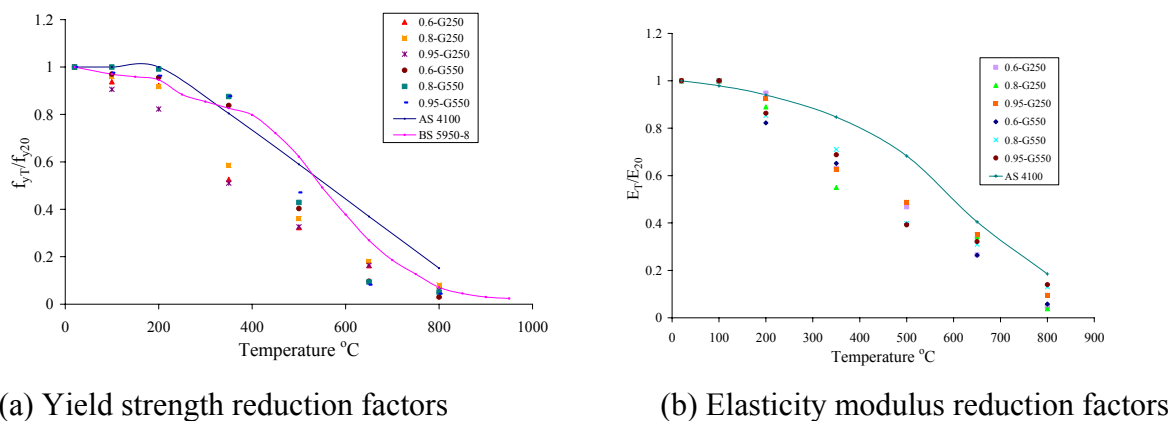 1.2
1
0.8
0.6
0.4
0.2
0
f_yT/f_y20
0 200 400 600 800 1000
Temperature °C
0.6-G250
0.8-G250
0.95-G250
0.6-G550
0.8-G550
0.95-G550
AS 4100
BS 5950-8
(a) Yield strength reduction factors
1.2
1
0.8
0.6
0.4
0.2
0
E_T/E_20
0 100 200 300 400 500 600 700 800 900
Temperature °C
0.6-G250
0.8-G250
0.95-G250
0.6-G550
0.8-G550
0.95-G550
AS 4100
(b) Elasticity modulus reduction factors